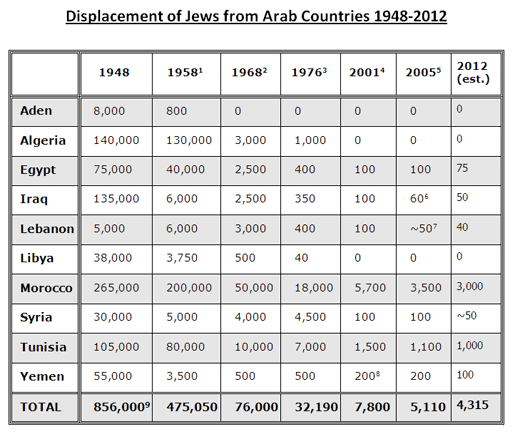 Displacement of Jews from Arab Countries 1948-2012
1948 1958¹ 1968² 1976³ 2001⁴ 2005⁵ 2012 (est.)
Aden 8,000 800 0 0 0 0 0
Algeria 140,000 130,000 3,000 1,000 0 0 0
Egypt 75,000 40,000 2,500 400 100 100 75
Iraq 135,000 6,000 2,500 350 100 60⁶ 50
Lebanon 5,000 6,000 3,000 400 100 ~50⁷ 40
Libya 38,000 3,750 500 40 0 0 0
Morocco 265,000 200,000 50,000 18,000 5,700 3,500 3,000
Syria 30,000 5,000 4,000 4,500 100 100 ~50
Tunisia 105,000 80,000 10,000 7,000 1,500 1,100 1,000
Yemen 55,000 3,500 500 500 200⁸ 200 100
TOTAL 856,000⁹ 475,050 76,000 32,190 7,800 5,110 4,315